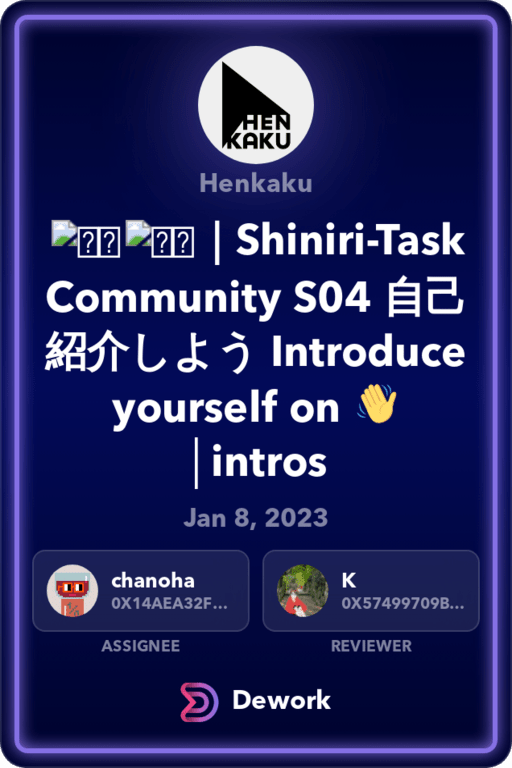 HEN
KAKU
Henkaku
| Shiniri-Task
Community S04 自己
紹介しよう Introduce
yourself on 👋
| intros
Jan 8, 2023
chanoha
0X14AEA32F...
K
0X57499709B...
ASSIGNEE
REVIEWER
Dework